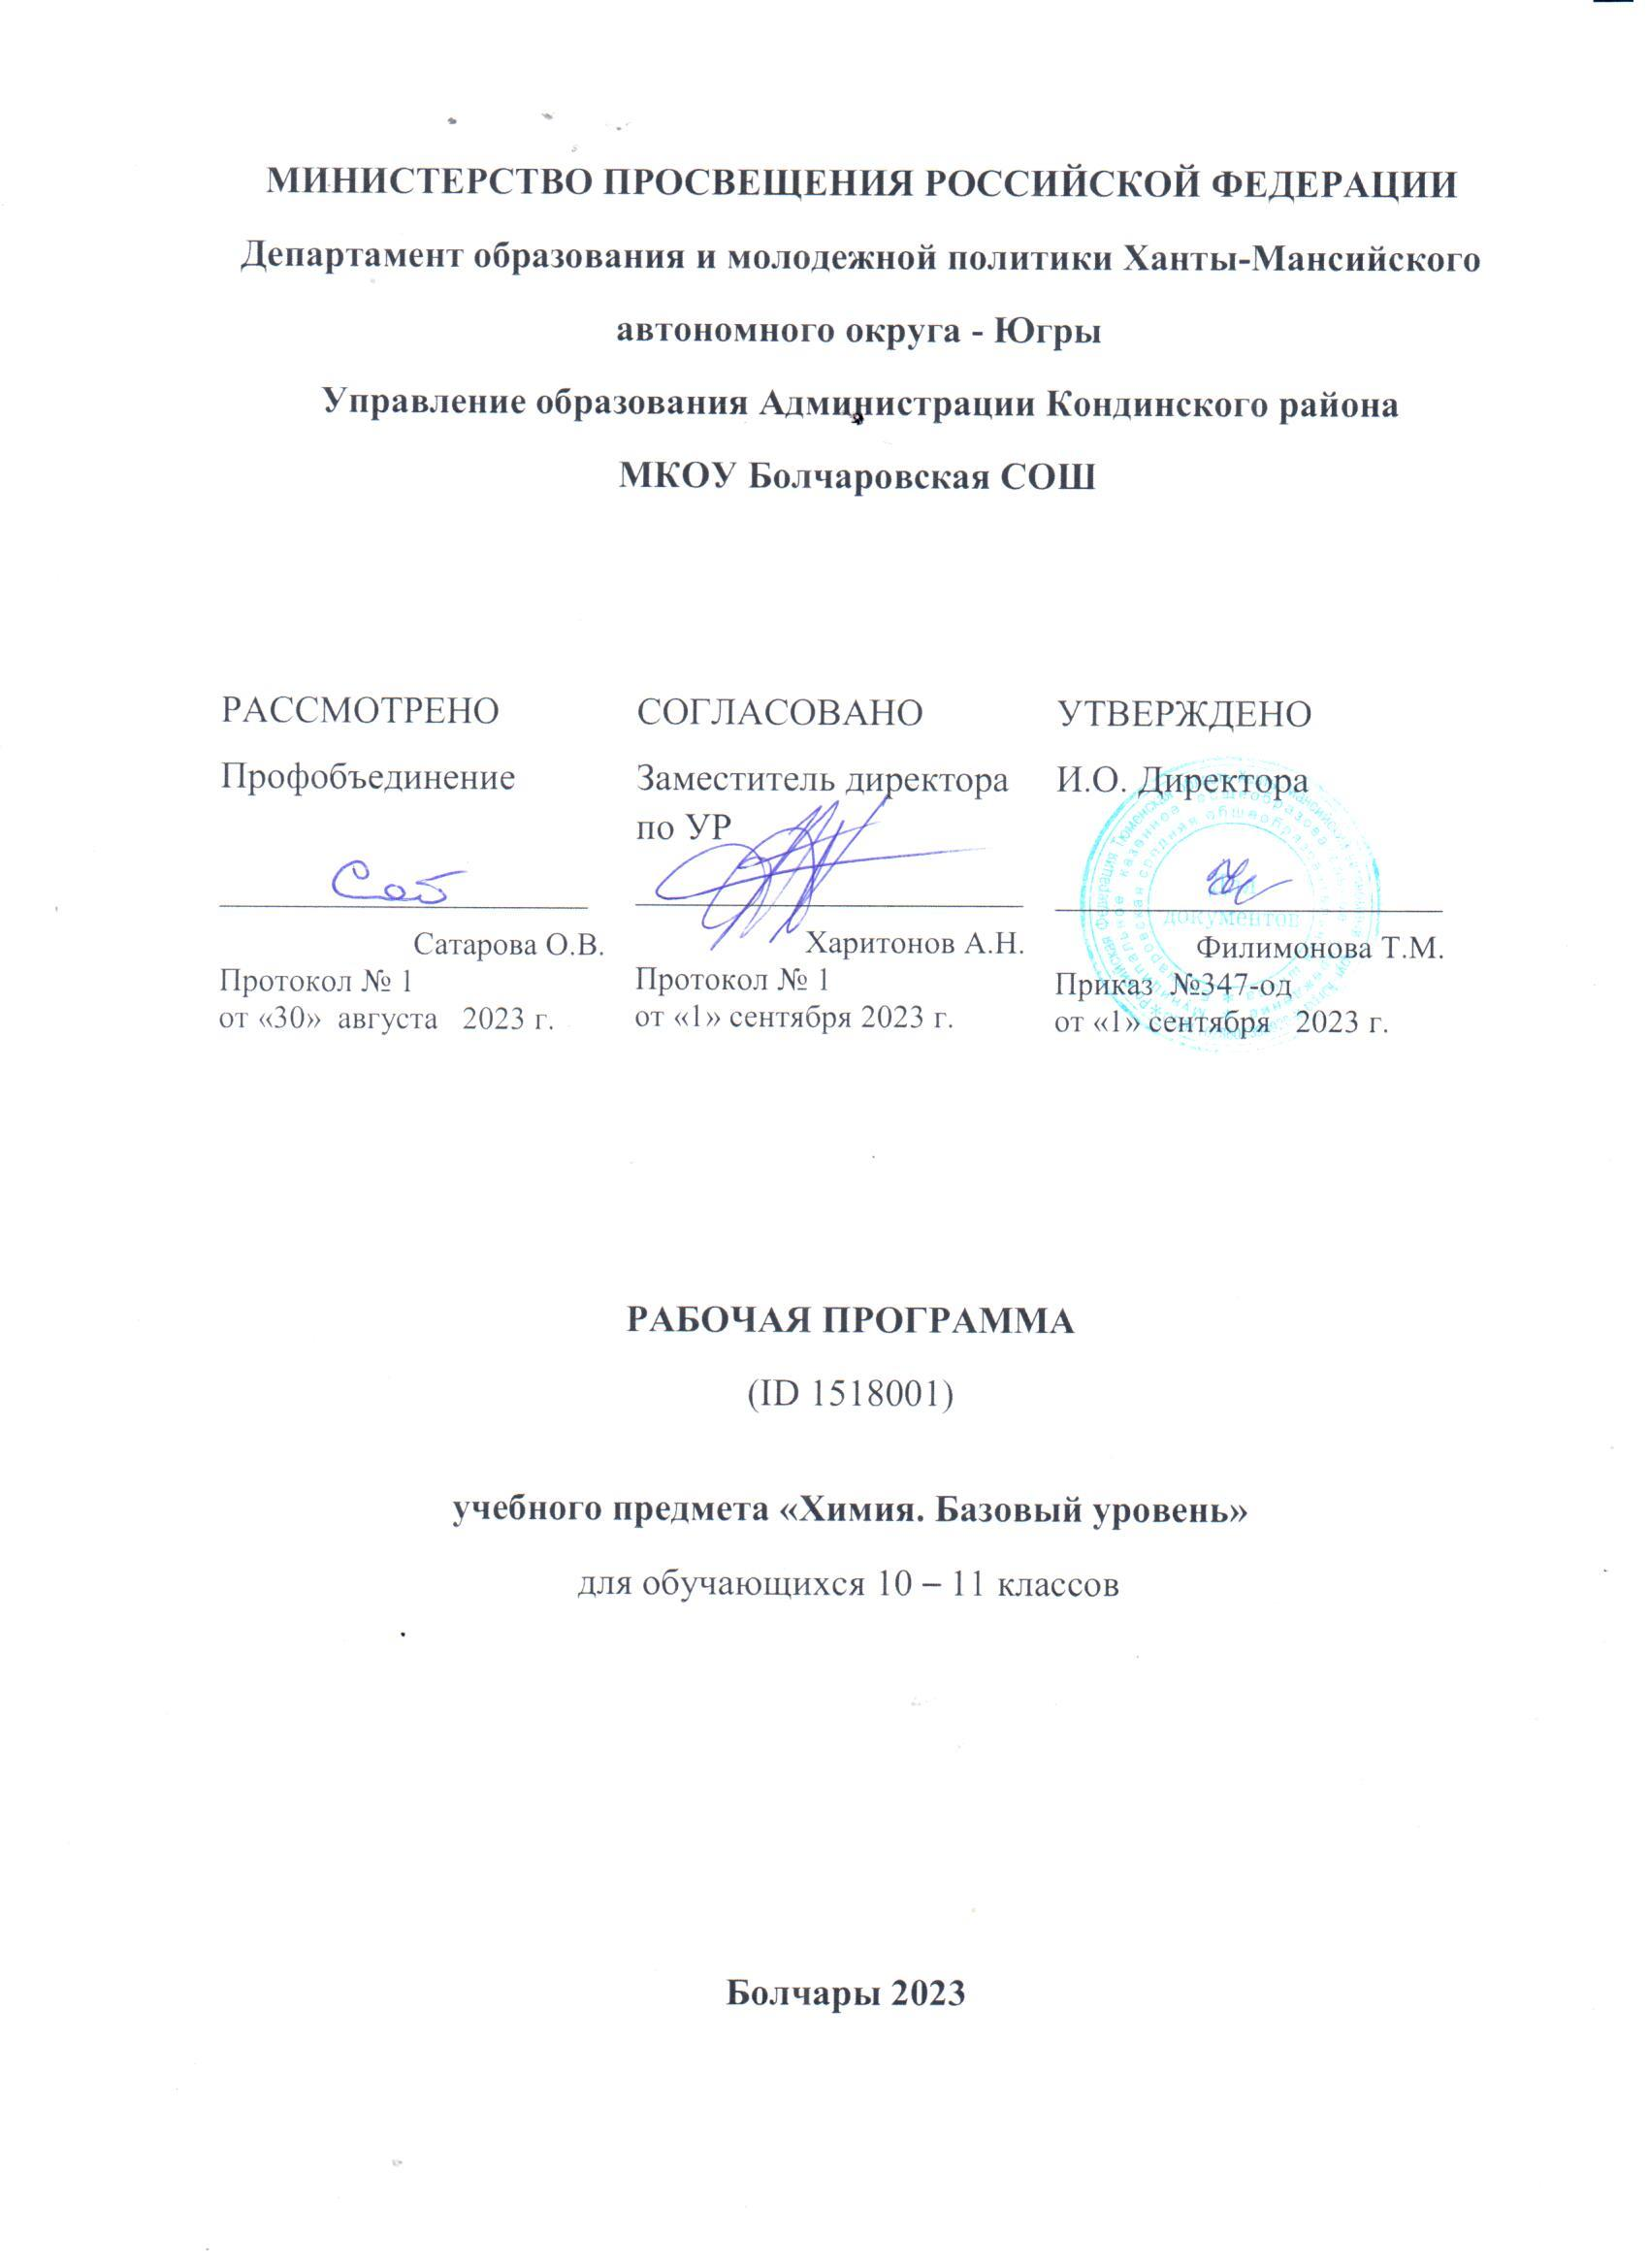 МИНИСТЕРСТВО ПРОСВЕЩЕНИЯ РОССИЙСКОЙ ФЕДЕРАЦИИ
Департамент образования и молодежной политики Ханты-Мансийского
автономного округа - Югры
Управление образования Администрации Кондинского района
МКОУ Болчаровская СОШ
РАССМОТРЕНО
Профобъединение
Сатарова О.В.
Протокол № 1
от «30» августа 2023 г.
СОГЛАСОВАНО
Заместитель директора
по УР
Харитонов А.Н.
Протокол № 1
от «1» сентября 2023 г.
УТВЕРЖДЕНО
И.О. Директора
документов
Филимонова Т.М.
Приказ №347-од
от «1» сентября 2023 г.
РАБОЧАЯ ПРОГРАММА
(ID 1518001)
учебного предмета «Химия. Базовый уровень»
для обучающихся 10 – 11 классов
Болчары 2023